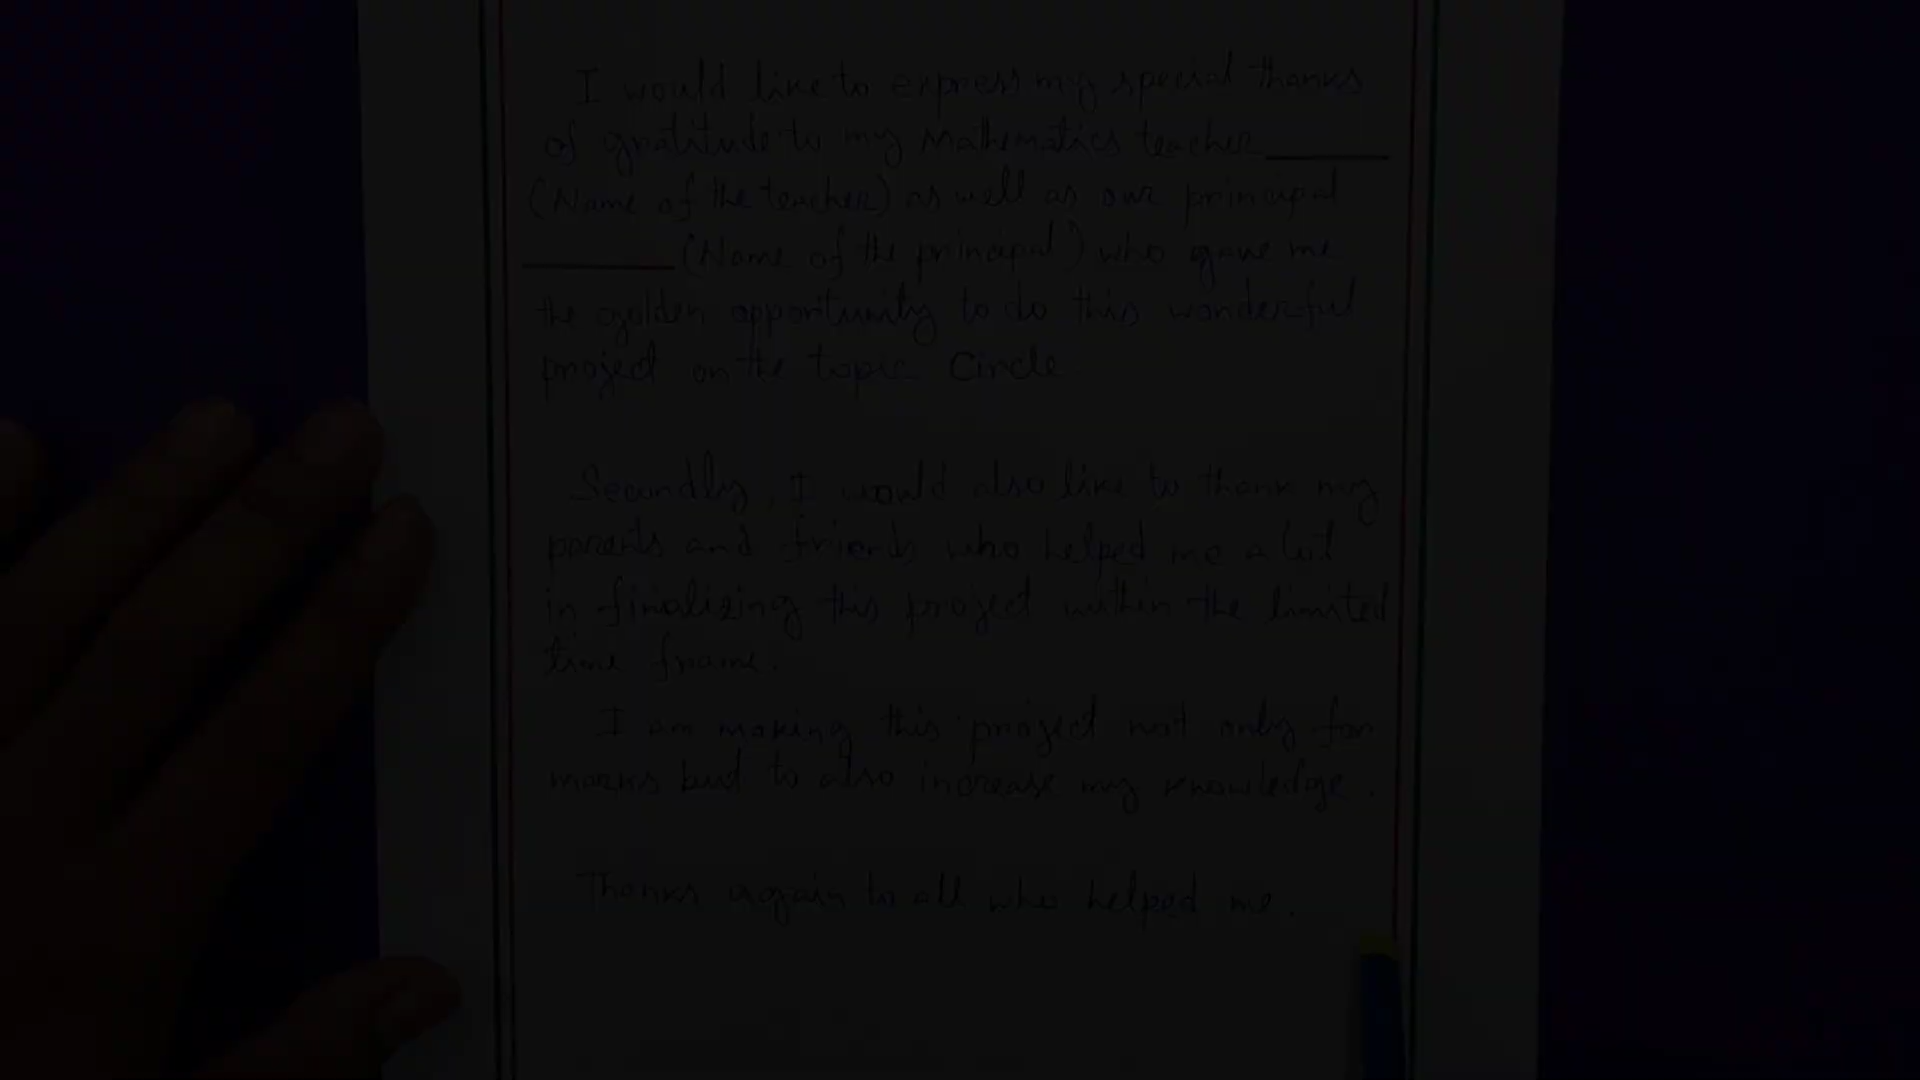 I would like to express my special thanks
of gratitude to my Mathematics teacher ______
(Name of the teacher) as well as our principal
______ (Name of the principal) who gave me
the golden opportunity to do this wonderful
project on the topic Circle
Secondly, I would also like to thank my
parents and friends who helped me a lot
in finalizing this project within the limited
time frame.
I am making this project not only for
marks but to also increase my knowledge.
Thanks again to all who helped me.